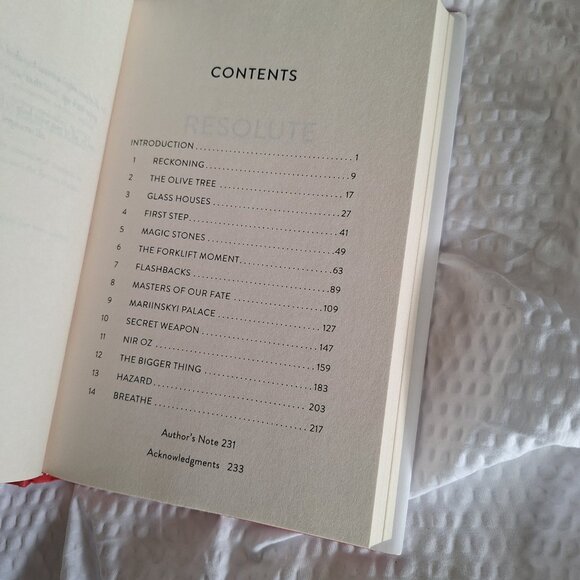 CONTENTS
RESOLUTE
INTRODUCTION 1
1 RECKONING 9
2 THE OLIVE TREE 17
3 GLASS HOUSES 27
4 FIRST STEP 41
5 MAGIC STONES 49
6 THE FORKLIFT MOMENT 63
7 FLASHBACKS 89
8 MASTERS OF OUR FATE 109
9 MARIINSKYI PALACE 127
10 SECRET WEAPON 147
11 NIR OZ 159
12 THE BIGGER THING 183
13 HAZARD 203
14 BREATHE 217
Author's Note 231
Acknowledgments 233